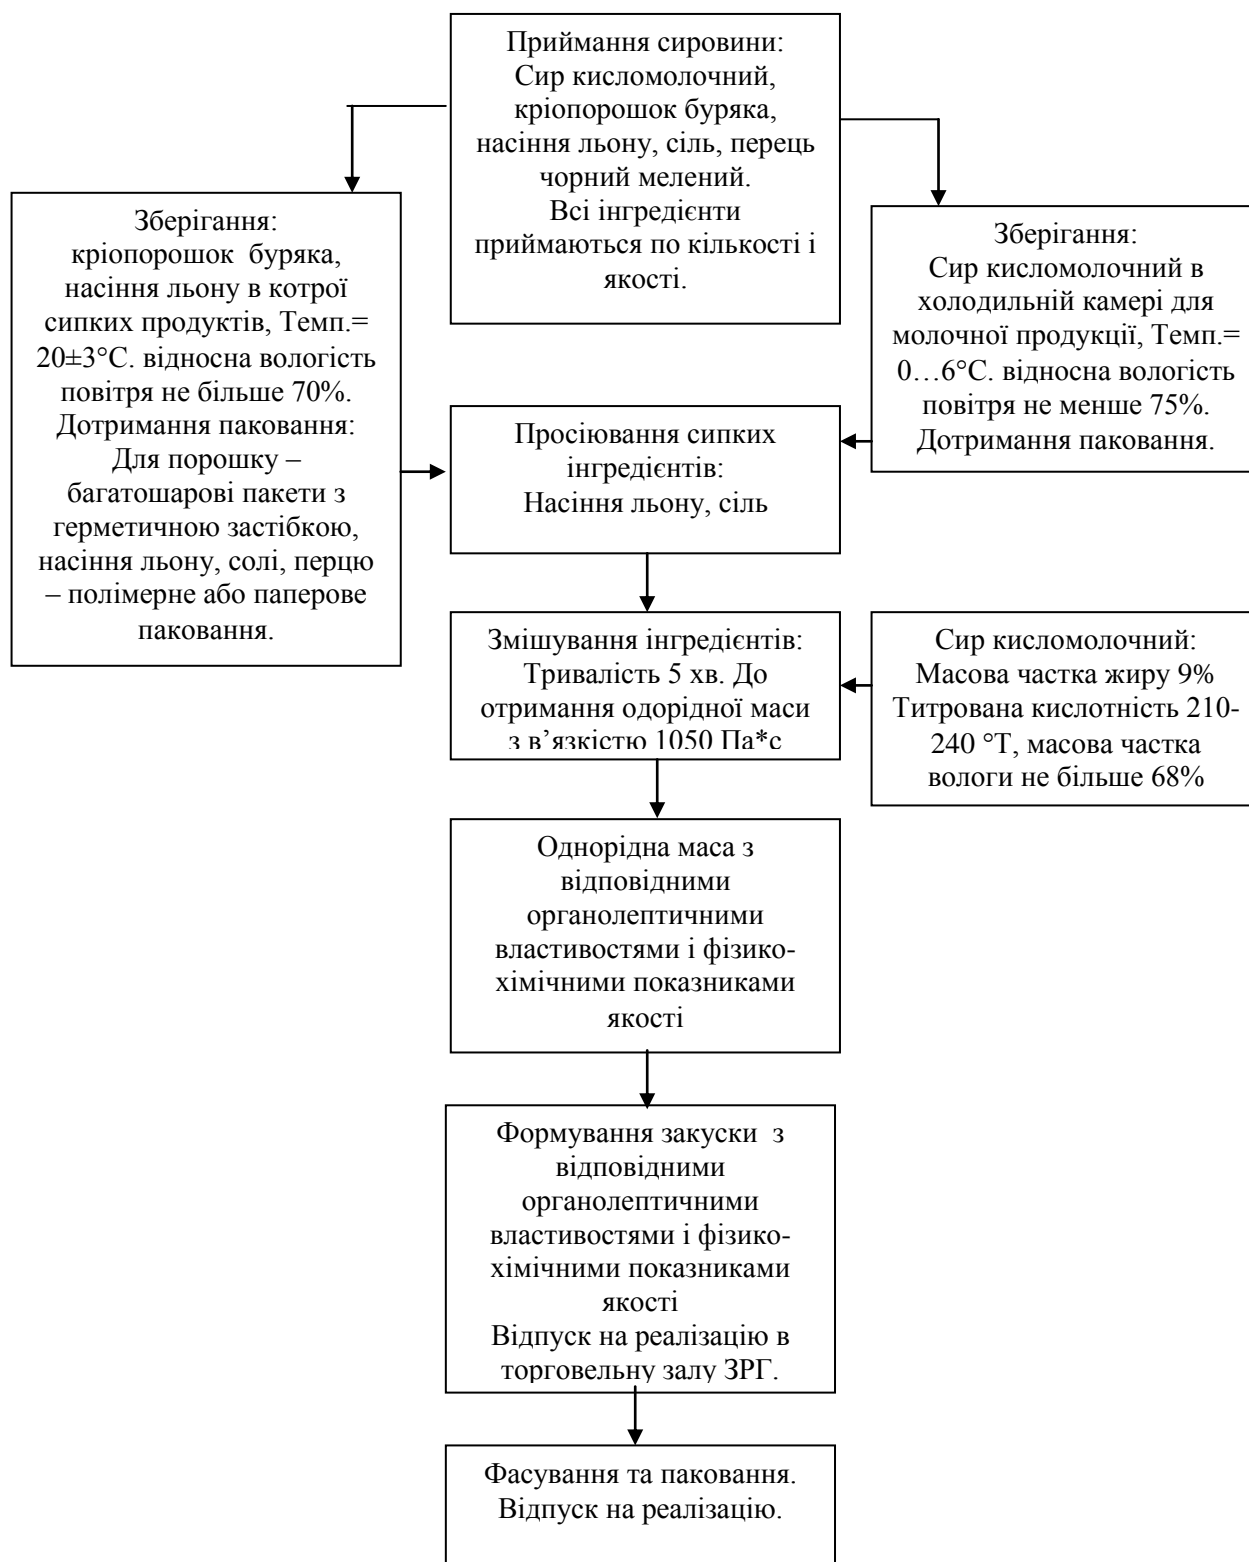 Приймання сировини:
Сир кисломолочний,
кріопорошок буряка,
насіння льону, сіль, перець
чорний мелений.
Всі інгредієнти
приймаються по кількості і
якості.
Зберігання:
кріопорошок буряка,
насіння льону в котрої
сипких продуктів, Темп.=
20±3°С. відносна вологість
повітря не більше 70%.
Дотримання паковання:
Для порошку –
багатошарові пакети з
герметичною застібкою,
насіння льону, солі, перцю
– полімерне або паперове
паковання.
Зберігання:
Сир кисломолочний в
холодильній камері для
молочної продукції, Темп.=
0…6°С. відносна вологість
повітря не менше 75%.
Дотримання паковання.
Просіювання сипких
інгредієнтів:
Насіння льону, сіль
Змішування інгредієнтів:
Тривалість 5 хв. До
отримання одорідної маси
з в’язкістю 1050 Па*с
Сир кисломолочний:
Масова частка жиру 9%
Титрована кислотність 210-
240 °Т, масова частка
вологи не більше 68%
Однорідна маса з
відповідними
органолептичними
властивостями і фізико-
хімічними показниками
якості
Формування закуски з
відповідними
органолептичними
властивостями і фізико-
хімічними показниками
якості
Відпуск на реалізацію в
торговельну залу ЗРГ.
Фасування та паковання.
Відпуск на реалізацію.